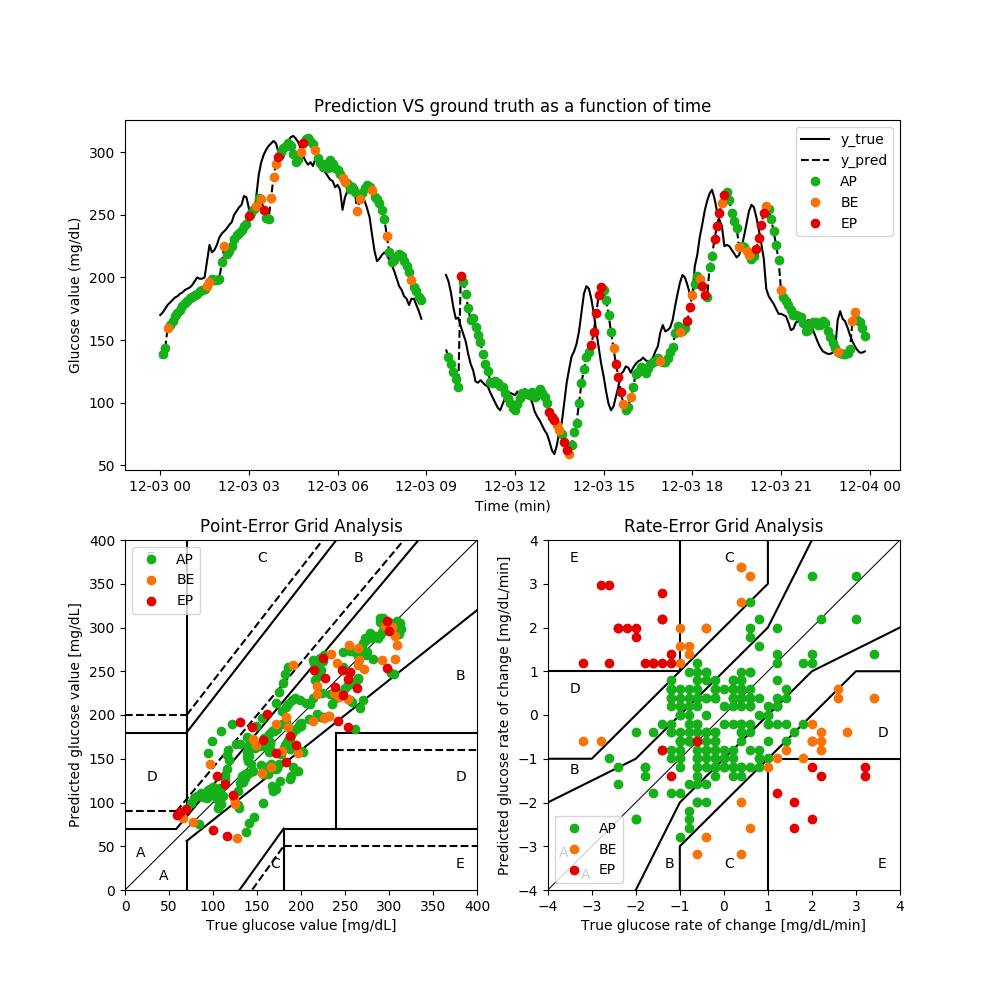 Prediction VS ground truth as a function of time
Glucose value (mg/dL)
300
250
200
150
100
50
y_true
y_pred
AP
BE
EP
12-03 00 12-03 03 12-03 06 12-03 09 12-03 12 12-03 15 12-03 18 12-03 21 12-04 00
Time (min)
Point-Error Grid Analysis
Predicted glucose value [mg/dL]
400
350
300
250
200
150
100
50
0
AP
BE
EP
C
B
B
D
D
A
A
C
E
0 50 100 150 200 250 300 350 400
True glucose value [mg/dL]
Rate-Error Grid Analysis
Predicted glucose rate of change [mg/dL/min]
4
3
2
1
0
−1
−2
−3
−4
E
C
D
D
B
A
A
B
C
E
AP
BE
EP
−4 −3 −2 −1 0 1 2 3 4
True glucose rate of change [mg/dL/min]